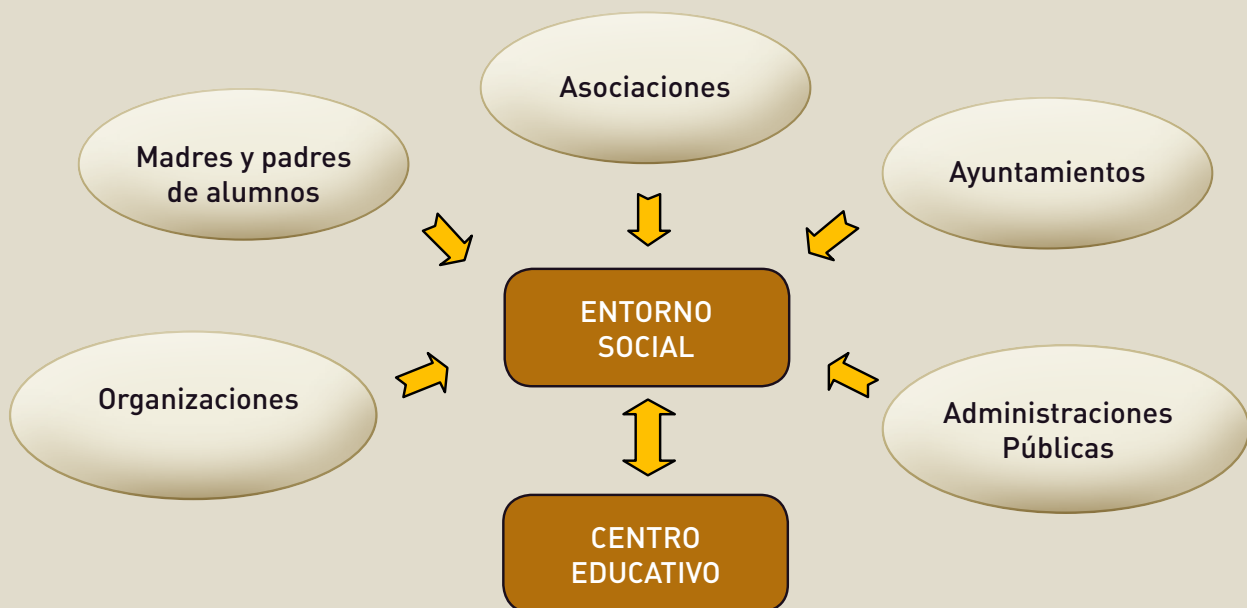 Asociaciones
Madres y padres
de alumnos
Ayuntamientos
ENTORNO
SOCIAL
Organizaciones
Administraciones
Públicas
CENTRO
EDUCATIVO